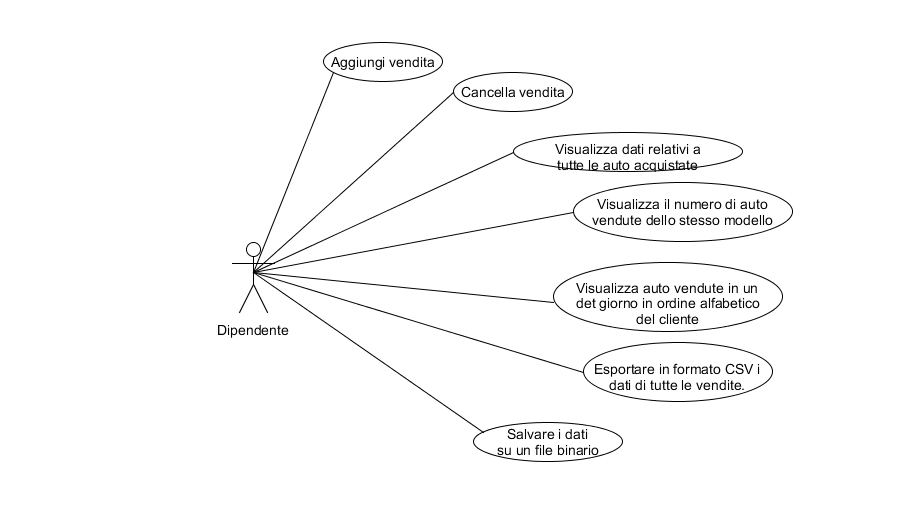 Aggiungi vendita
Cancella vendita
Visualizza dati relativi a
tutte le auto acquistate
Visualizza il numero di auto
vendute dello stesso modello
Visualizza auto vendute in un
det giorno in ordine alfabetico
del cliente
Dipendente
Esportare in formato CSV i
dati di tutte le vendite.
Salvare i dati
su un file binario